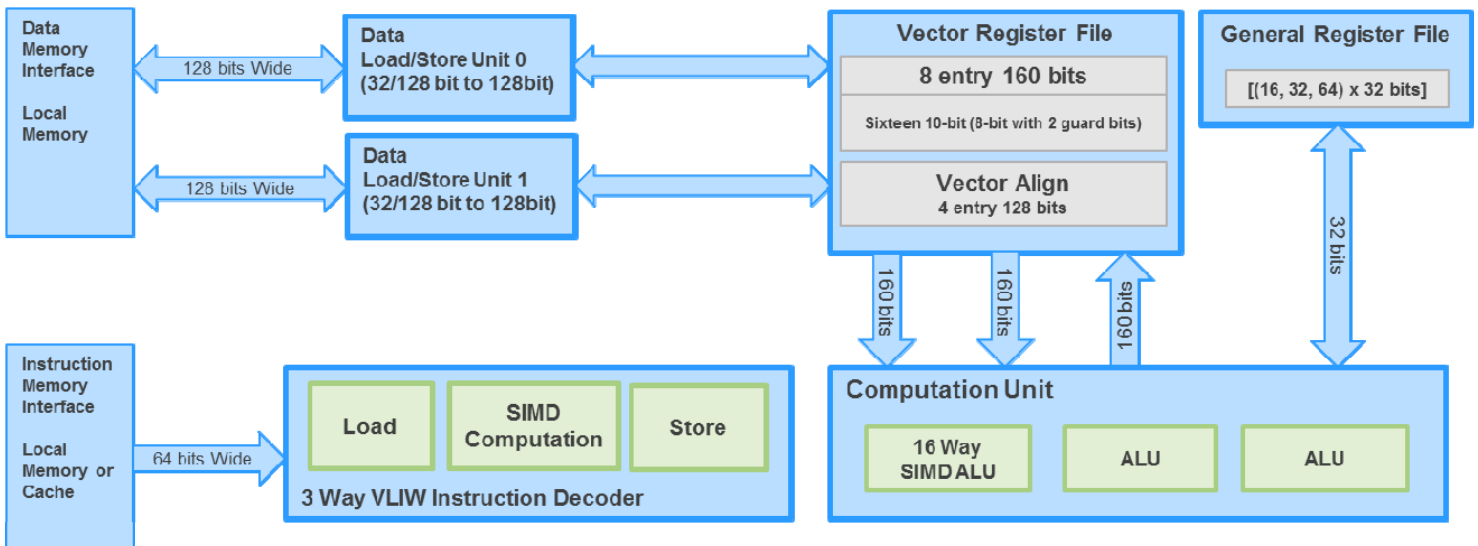 Data
Memory
Interface
Local
Memory
128 bits Wide
128 bits Wide
Data
Load/Store Unit 0
(32/128 bit to 128bit)
Data
Load/Store Unit 1
(32/128 bit to 128bit)
Vector Register File
8 entry 160 bits
Sixteen 10-bit (8-bit with 2 guard bits)
Vector Align
4 entry 128 bits
General Register File
[(16, 32, 64) x 32 bits]
160 bits
160 bits
160 bits
32 bits
Instruction
Memory
Interface
Local
Memory or
Cache
64 bits Wide
Load
SIMD
Computation
Store
3 Way VLIW Instruction Decoder
Computation Unit
16 Way
SIMD ALU
ALU
ALU